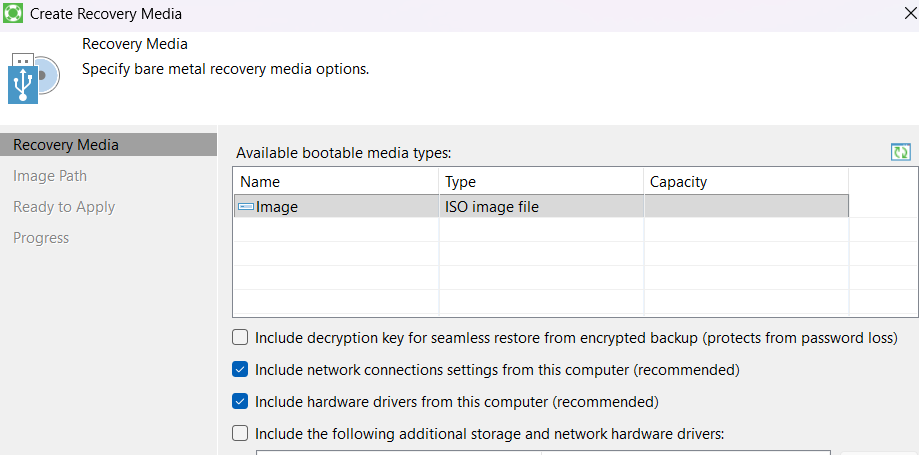 Create Recovery Media
Recovery Media
Specify bare metal recovery media options.
Recovery Media
Image Path
Ready to Apply
Progress
Available bootable media types:
Name Type Capacity
Image ISO image file
Include decryption key for seamless restore from encrypted backup (protects from password loss)
Include network connections settings from this computer (recommended)
Include hardware drivers from this computer (recommended)
Include the following additional storage and network hardware drivers: